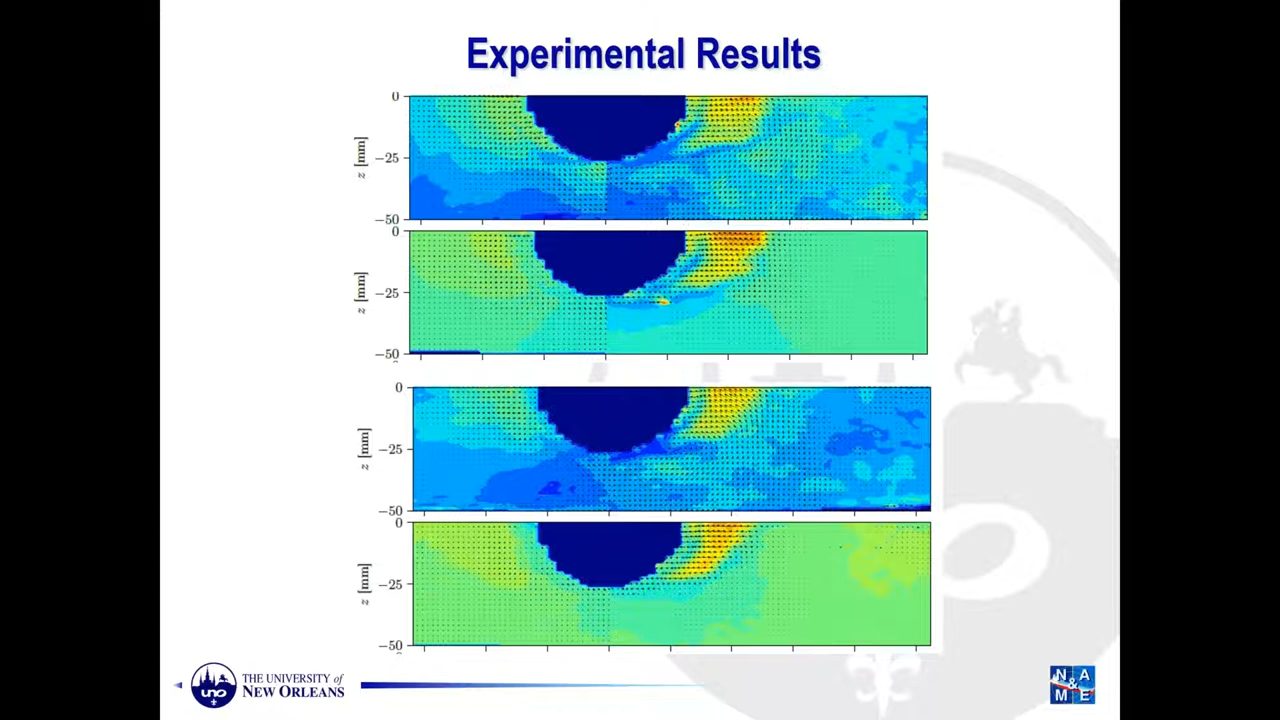 Experimental Results
0
z [mm]
−25
−50
0
z [mm]
−25
−50
0
z [mm]
−25
−50
0
z [mm]
−25
−50
UNO
THE UNIVERSITY of
NEW ORLEANS
N A
&
M E